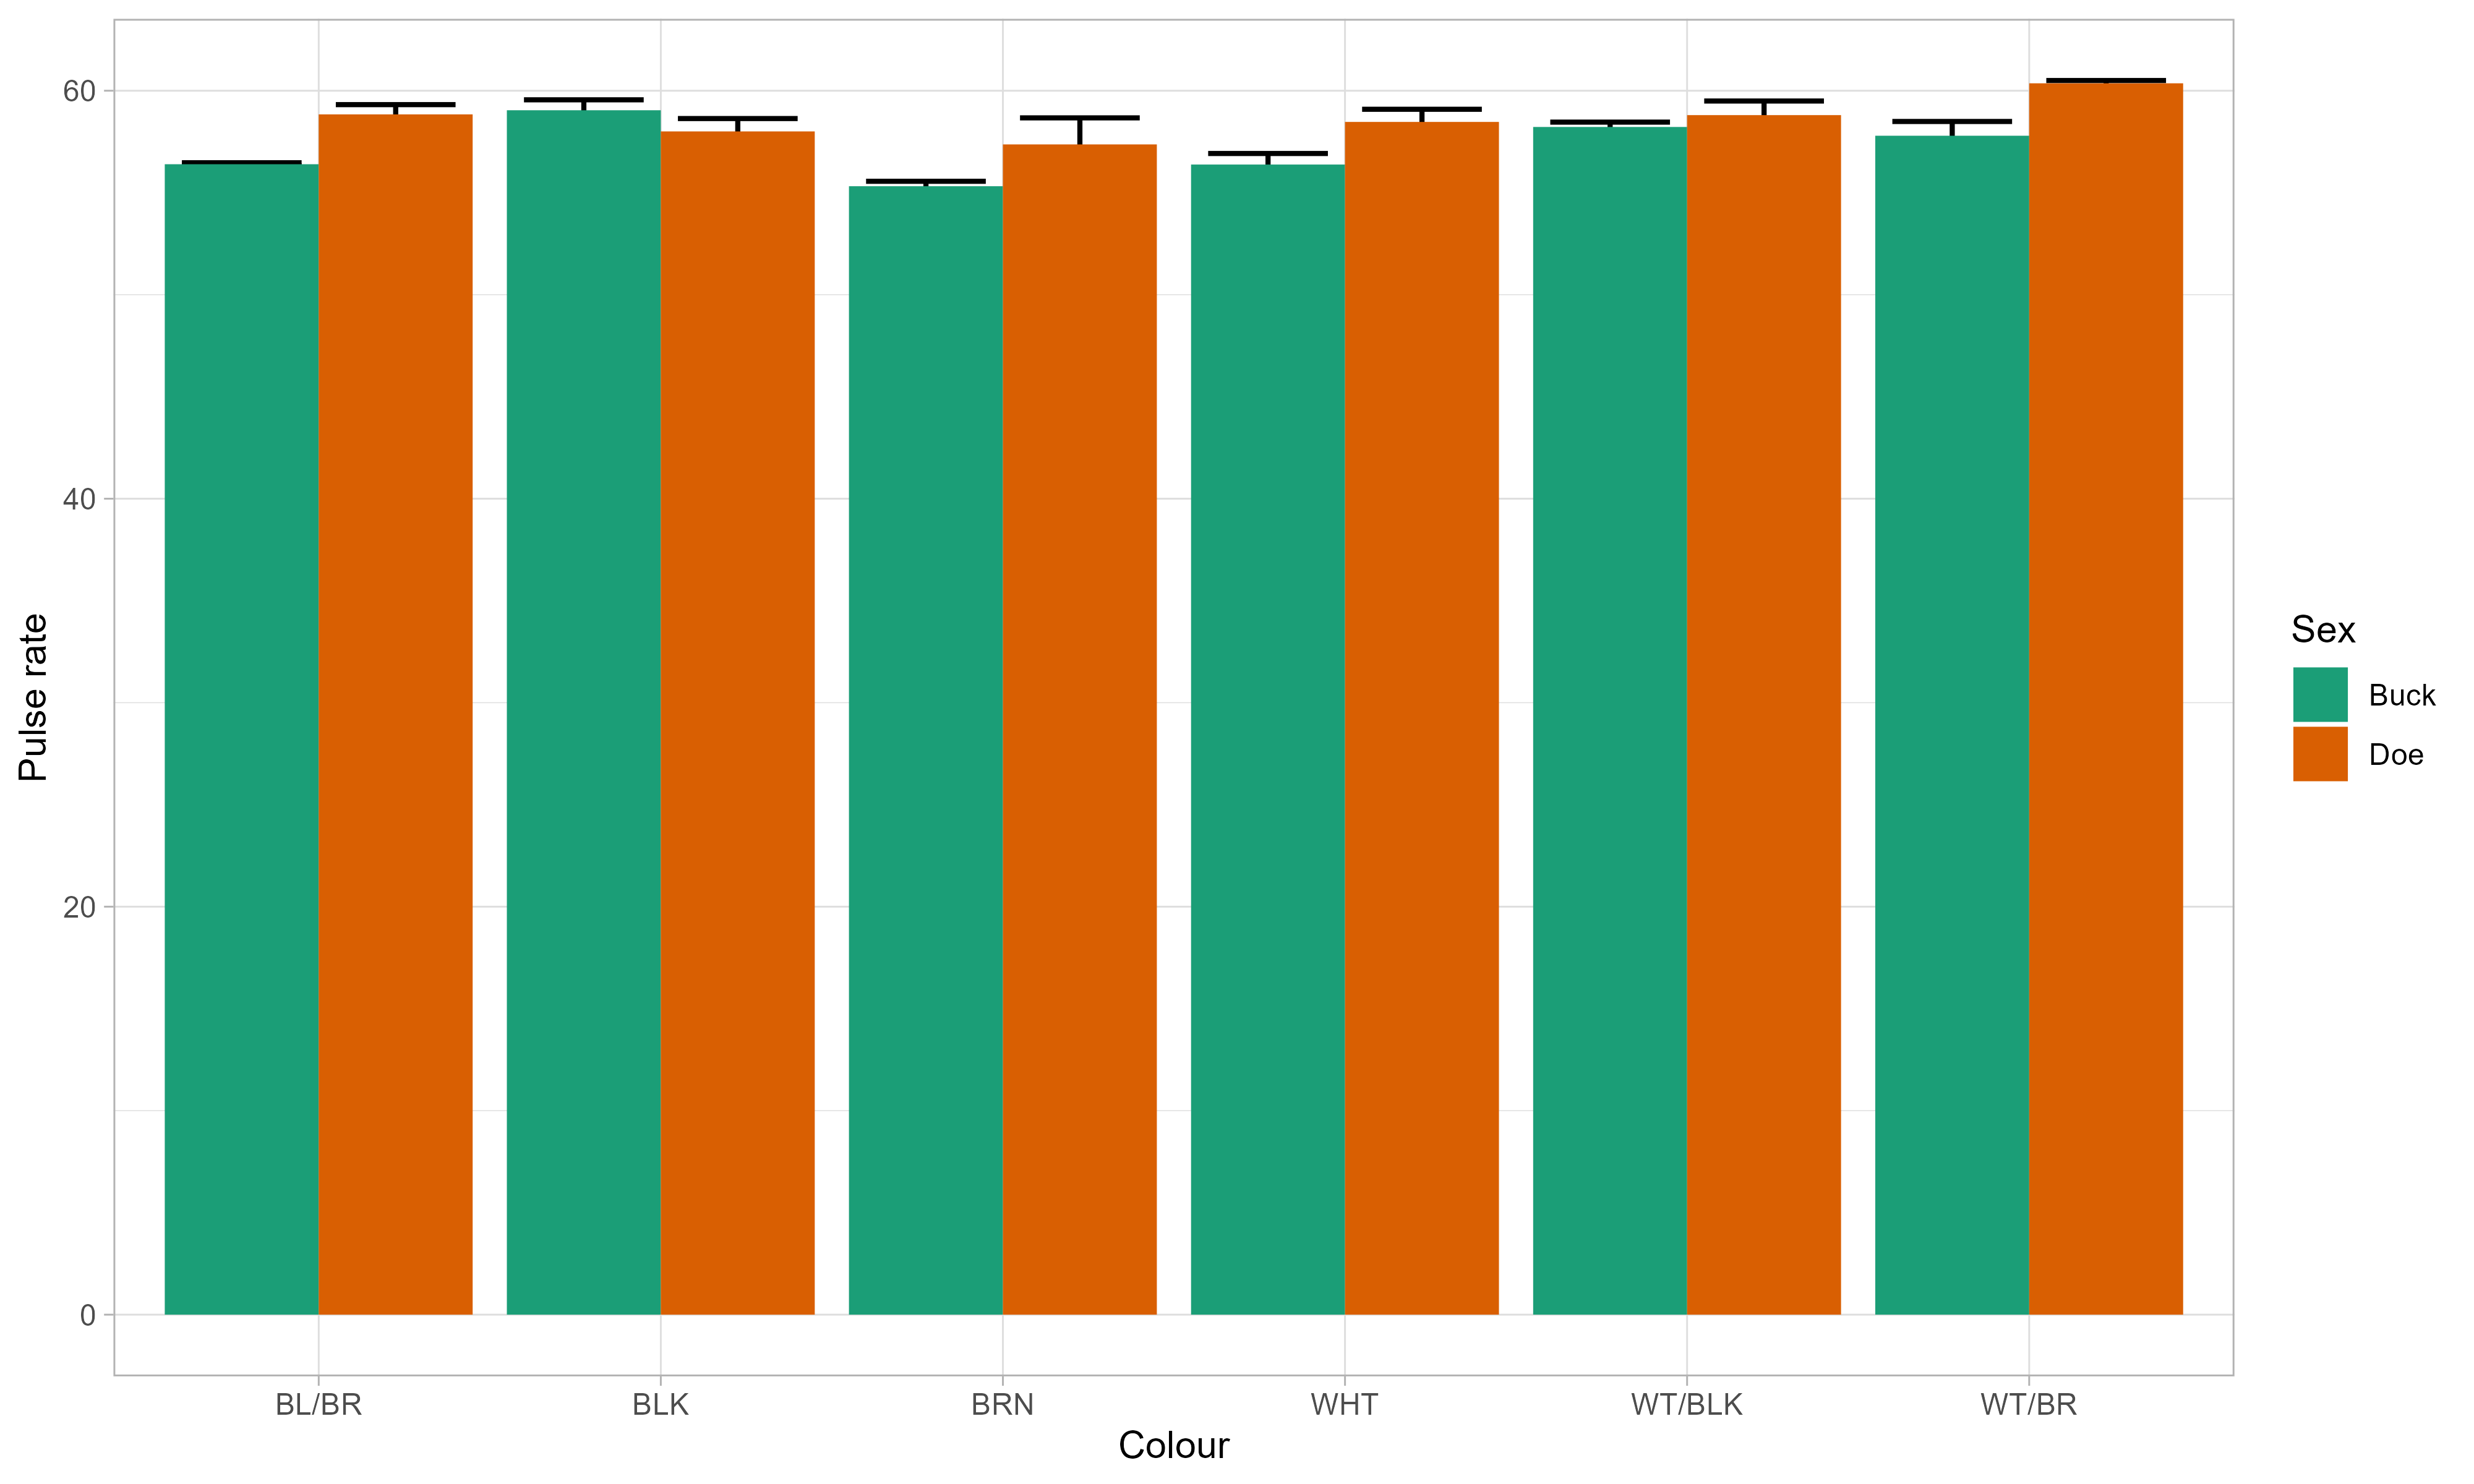 60
40
20
0
Pulse rate
BL/BR BLK BRN WHT WT/BLK WT/BR
Colour
Sex
Buck
Doe